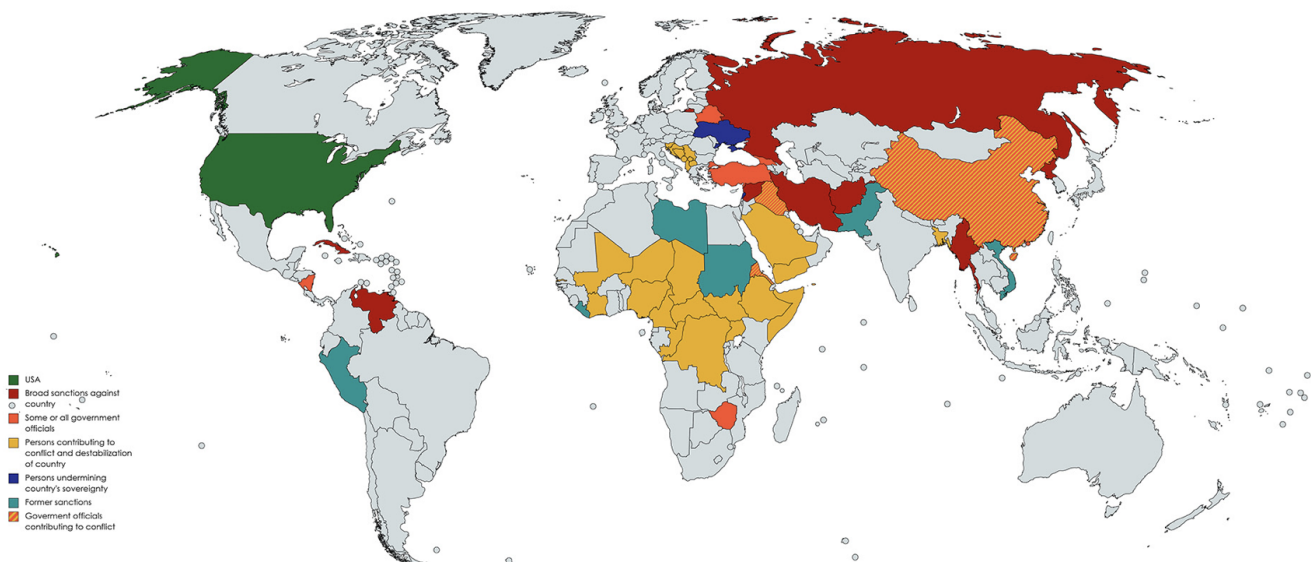 USA
Broad sanctions against
country
Some or all government
officials
Persons contributing to
conflict and destabilization
of country
Persons undermining
country's sovereignty
Former sanctions
Goverment officials
contributing to conflict